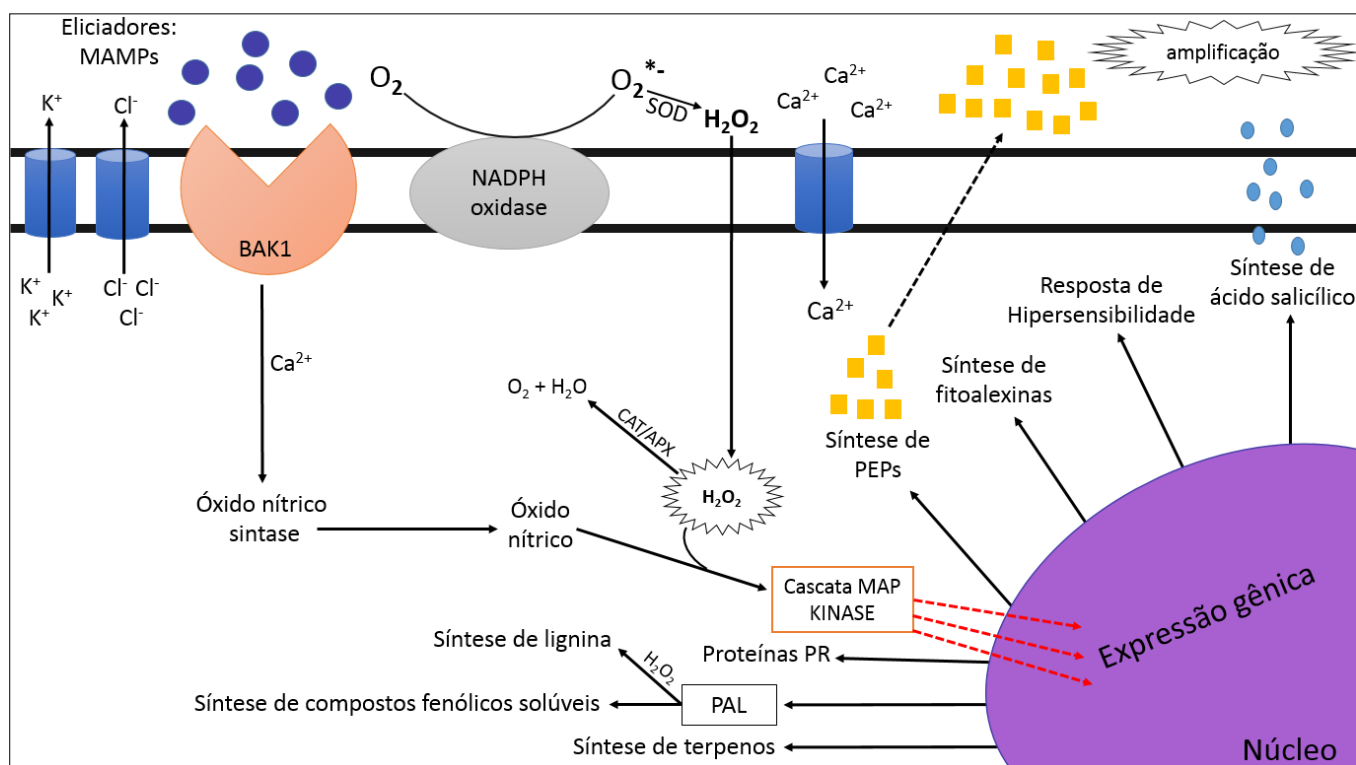 Eliciadores:
MAMPs
K⁺
Cl⁻
O₂
O₂*⁻
SOD
H₂O₂
Ca²⁺
Ca²⁺
Ca²⁺
amplificação
NADPH
oxidase
BAK1
K⁺
K⁺
K⁺
Cl⁻ Cl⁻
Cl⁻
Ca²⁺
Ca²⁺
O₂ + H₂O
CAT/APX
H₂O₂
Óxido nítrico
sintase
Óxido
nítrico
Síntese de
PEPs
Síntese de
fitoalexinas
Resposta de
Hipersensibilidade
Síntese de
ácido salicílico
Cascata MAP
KINASE
Expressão gênica
Síntese de lignina
H₂O₂
Proteínas PR
Síntese de compostos fenólicos solúveis
PAL
Síntese de terpenos
Núcleo